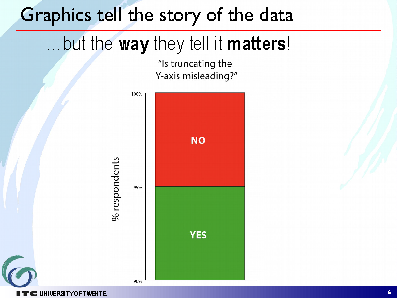 Graphics tell the story of the data
…but the way they tell it matters!
"Is truncating the
Y-axis misleading?"
100%
NO
% respondents
YES
ITC UNIVERSITY OF TWENTE.